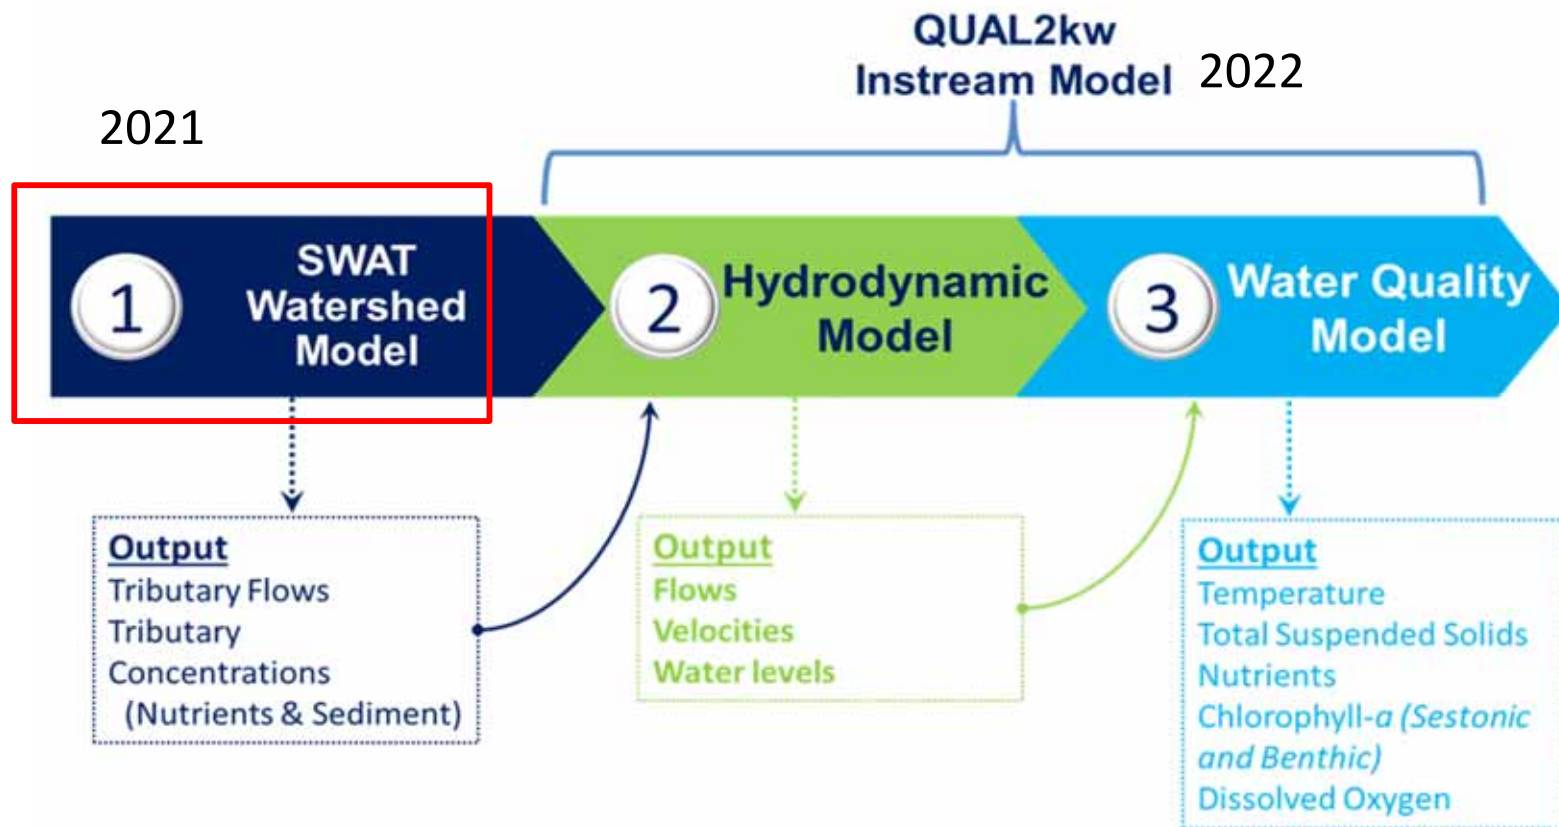 QUAL2kw
Instream Model
2022
2021
1
SWAT
Watershed
Model
2
Hydrodynamic
Model
3
Water Quality
Model
Output
Tributary Flows
Tributary
Concentrations
(Nutrients & Sediment)
Output
Flows
Velocities
Water levels
Output
Temperature
Total Suspended Solids
Nutrients
Chlorophyll-a (Sestonic
and Benthic)
Dissolved Oxygen